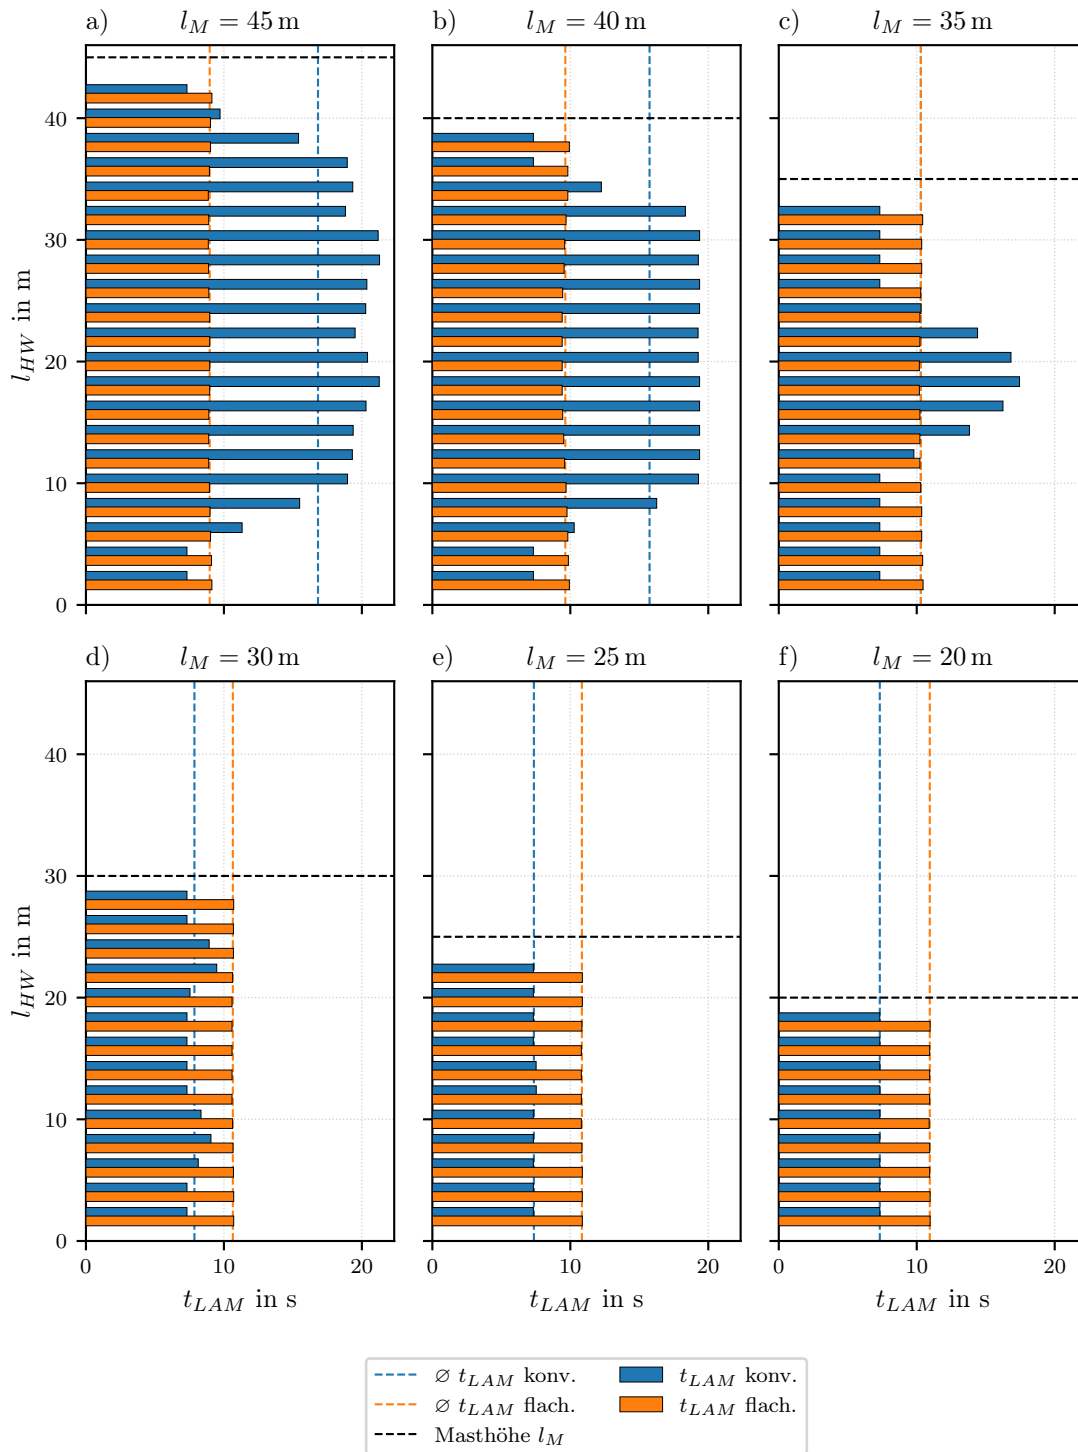 a) l_M = 45 m
b) l_M = 40 m
c) l_M = 35 m
40
30
20
10
0
l_HW in m
0 10 20
0 10 20
0 10 20
d) l_M = 30 m
e) l_M = 25 m
f) l_M = 20 m
40
30
20
10
0
l_HW in m
0 10 20
0 10 20
0 10 20
t_LAM in s
t_LAM in s
t_LAM in s
∅ t_LAM konv.
∅ t_LAM flach.
Masthöhe l_M
t_LAM konv.
t_LAM flach.